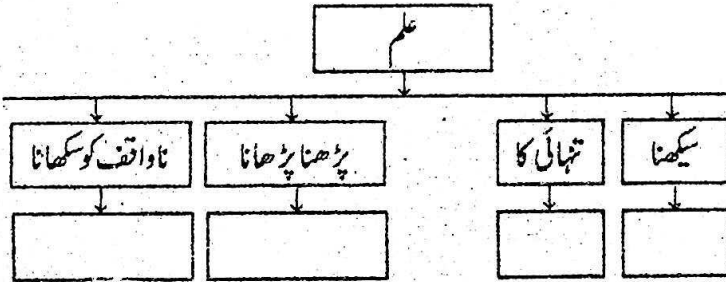 علم
سیکھنا
تنہائی کا
پڑھنا پڑھانا
ناواقف کو سکھانا